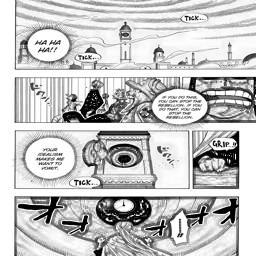 TICK...
HA HA
HA!!
TICK...
IF YOU DO THIS,
YOU CAN STOP THE
REBELLION. IF YOU
DO THAT, YOU CAN
STOP THE
REBELLION.
YOUR
IDEALISM
MAKES ME
WANT TO
VOMIT.
GRIP..!!
TICK...